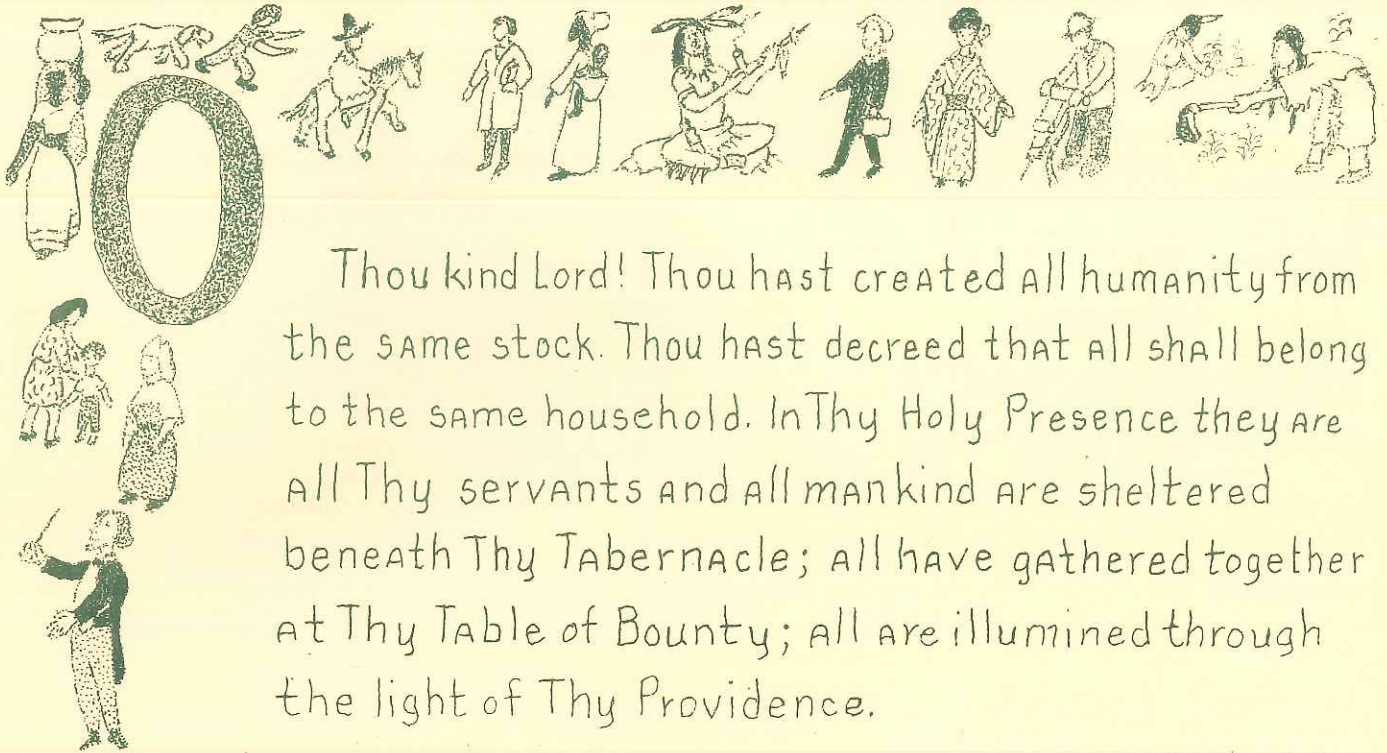 O Thou kind Lord! Thou hast created all humanity from
the same stock. Thou hast decreed that all shall belong
to the same household. In Thy Holy Presence they are
all Thy servants and all mankind are sheltered
beneath Thy Tabernacle; all have gathered together
at Thy Table of Bounty; all are illumined through
the light of Thy Providence.